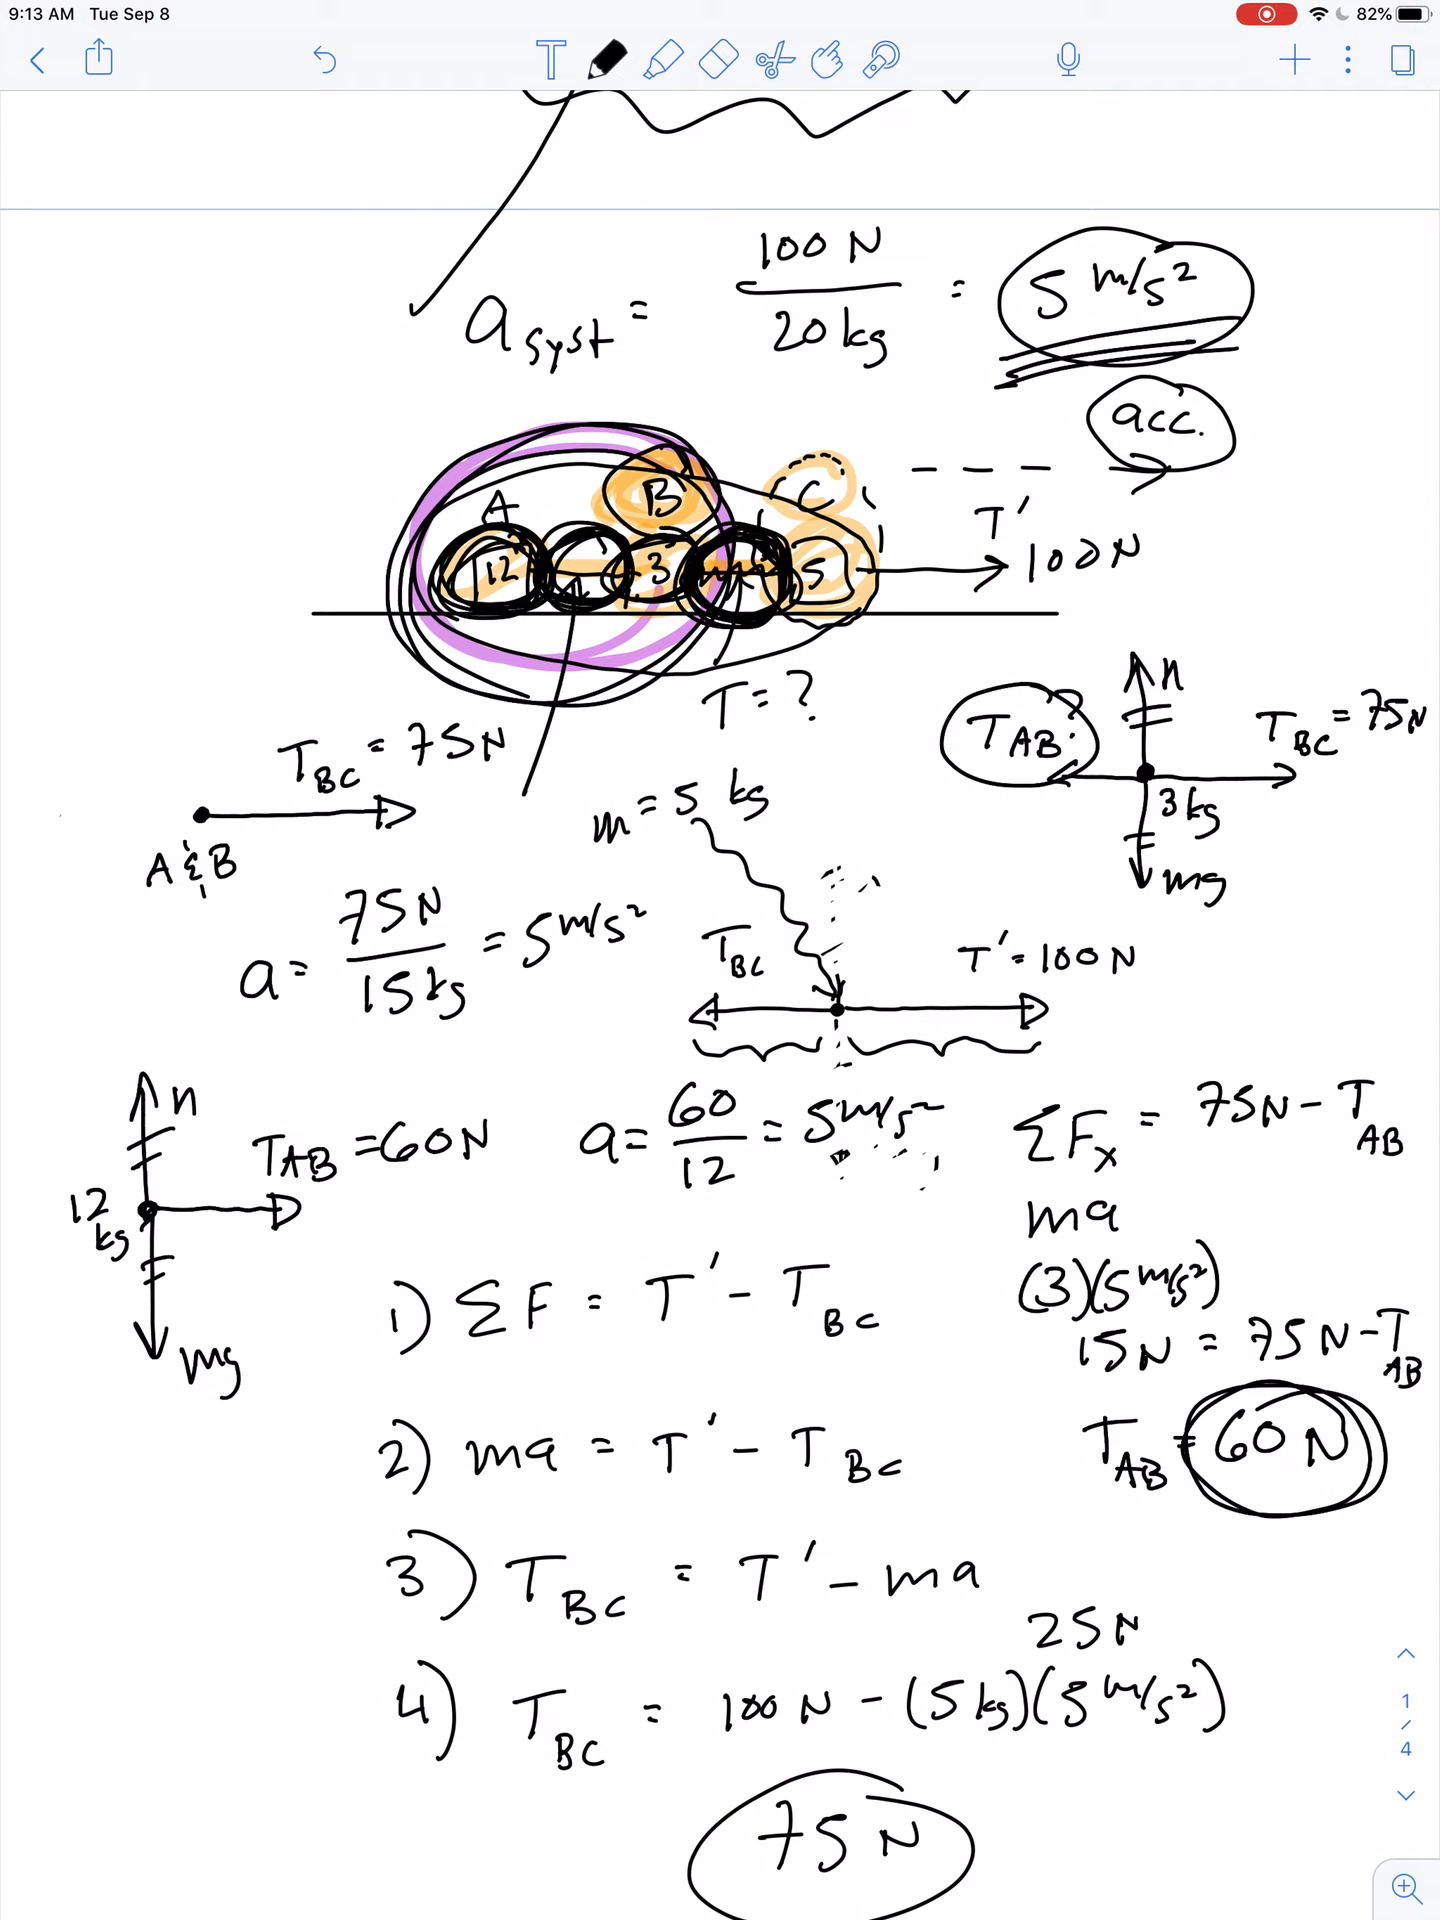 9:13 AM Tue Sep 8
82%
T
a syst = 100 N / 20 kg = 5 m/s²
acc.
A B C
T'
12 3 5 100 N
T = ?
T BC = 75 N
A & B
a = 75 N / 15 kg = 5 m/s²
m = 5 kg
T AB ?
n
T BC = 75 N
3 kg
mg
T BC T' = 100 N
n
T AB = 60 N
12 kg
mg
a = 60 / 12 = 5 m/s²
ΣFx = 75 N - T AB
ma
(3)(5 m/s²)
15 N = 75 N - T AB
T AB = 60 N
1) ΣF = T' - T BC
2) ma = T' - T BC
3) T BC = T' - ma
25 N
4) T BC = 100 N - (5 kg)(5 m/s²)
75 N
1
/
4